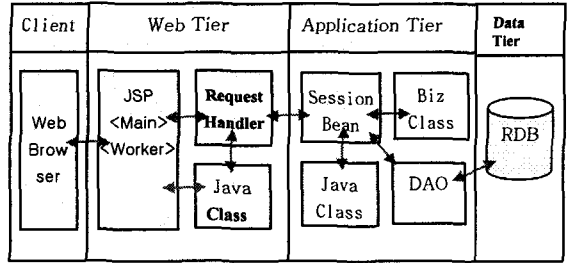 Client
Web Tier
Application Tier
Data
Tier
Web
Brow
ser
JSP
<Main>
<Worker>
Request
Handler
Java
Class
Session
Bean
Biz
Class
Java
Class
DAO
RDB